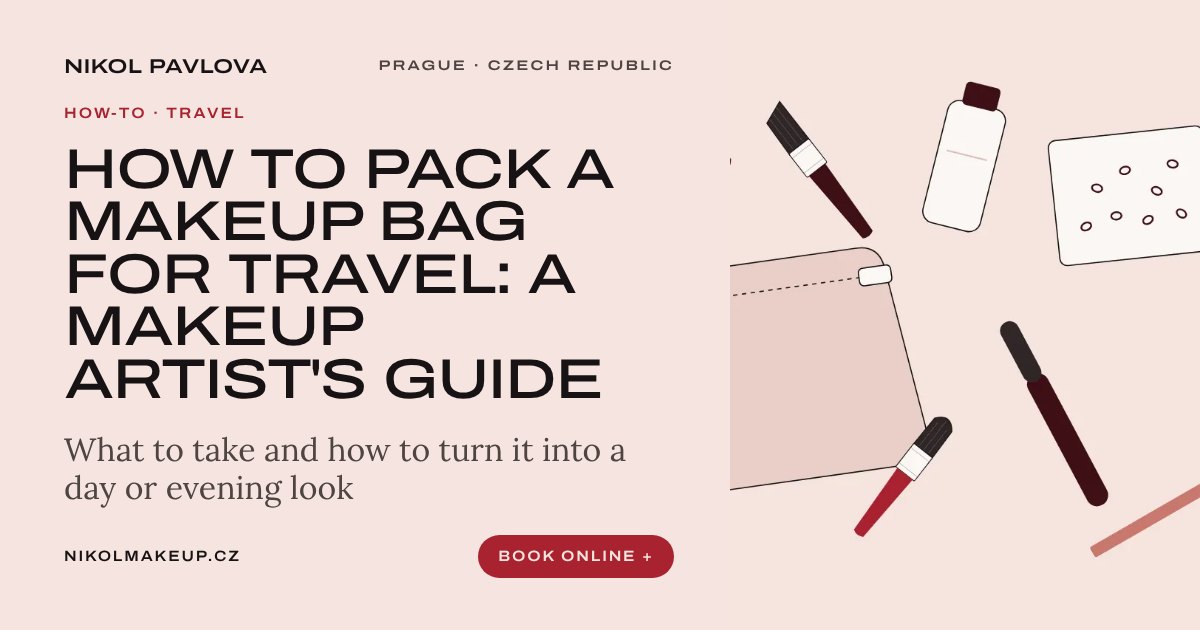 NIKOL PAVLOVA
PRAGUE · CZECH REPUBLIC
HOW-TO · TRAVEL
HOW TO PACK A
MAKEUP BAG
FOR TRAVEL: A
MAKEUP
ARTIST'S GUIDE
What to take and how to turn it into a
day or evening look
NIKOLMAKEUP.CZ
BOOK ONLINE +